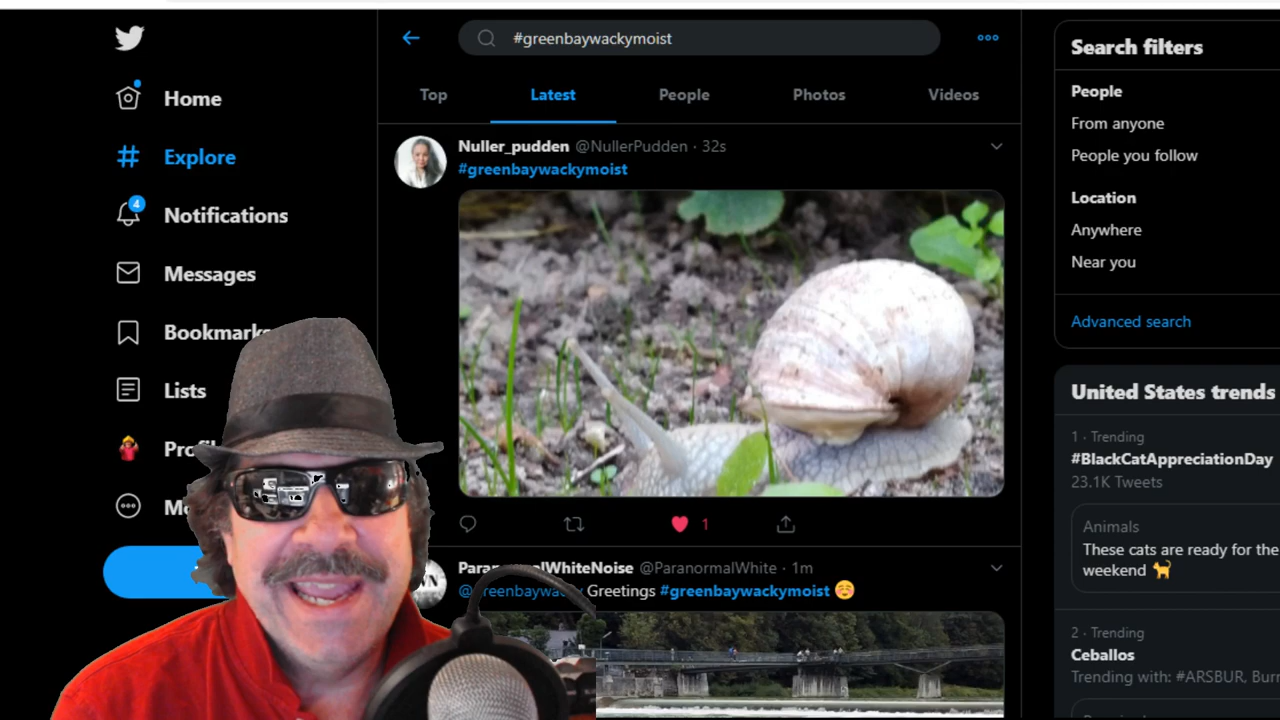 #greenbaywackymoist
Top Latest People Photos Videos
Home
Explore
4
Notifications
Messages
Lists
Nuller_pudden @NullerPudden · 32s
#greenbaywackymoist
1
@ParanormalWhite · 1m
Greetings #greenbaywackymoist
Search filters
People
From anyone
People you follow
Location
Anywhere
Near you
Advanced search
United States trends
1 · Trending
#BlackCatAppreciationDay
23.1K Tweets
Animals
These cats are ready for the
weekend
2 · Trending
Ceballos
Trending with: #ARSBUR,